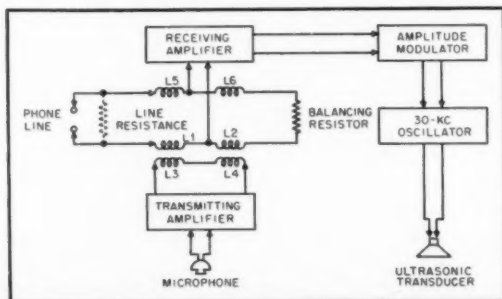 RECEIVING
AMPLIFIER
AMPLITUDE
MODULATOR
L5
L6
PHONE
LINE
LINE
RESISTANCE
L1
L2
BALANCING
RESISTOR
30-KC
OSCILLATOR
L3
L4
TRANSMITTING
AMPLIFIER
MICROPHONE
ULTRASONIC
TRANSDUCER